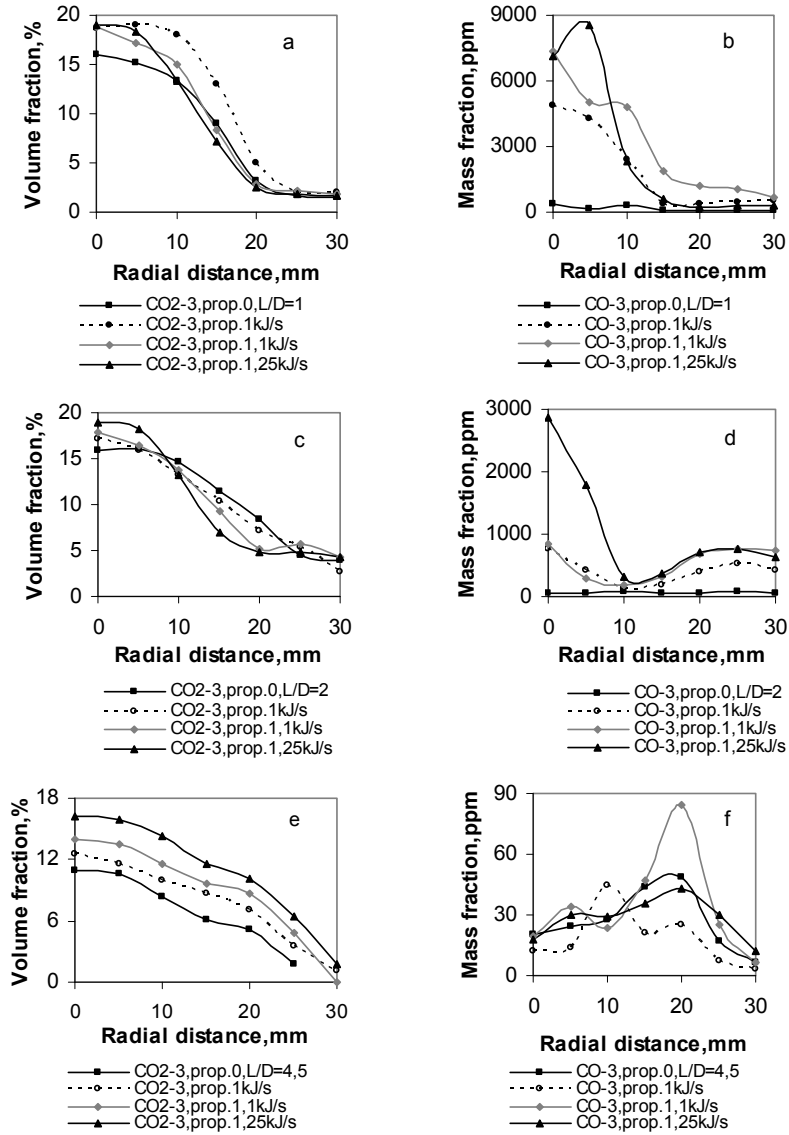 a
Volume fraction,%
20
15
10
5
0
0 10 20 30
Radial distance,mm
CO2-3,prop.0,L/D=1
CO2-3,prop.1kJ/s
CO2-3,prop.1,1kJ/s
CO2-3,prop.1,25kJ/s
b
Mass fraction,ppm
9000
6000
3000
0
0 10 20 30
Radial distance,mm
CO-3,prop.0,L/D=1
CO-3,prop.1kJ/s
CO-3,prop.1,1kJ/s
CO-3,prop.1,25kJ/s
c
Volume fraction,%
20
15
10
5
0
0 10 20 30
Radial distance,mm
CO2-3,prop.0,L/D=2
CO2-3,prop.1kJ/s
CO2-3,prop.1,1kJ/s
CO2-3,prop.1,25kJ/s
d
Mass fraction,ppm
3000
2000
1000
0
0 10 20 30
Radial distance,mm
CO-3,prop.0,L/D=2
CO-3,prop.1kJ/s
CO-3,prop.1,1kJ/s
CO-3,prop.1,25kJ/s
e
Volume fraction,%
18
12
6
0
0 10 20 30
Radial distance,mm
CO2-3,prop.0,L/D=4,5
CO2-3,prop.1kJ/s
CO2-3,prop.1,1kJ/s
CO2-3,prop.1,25kJ/s
f
Mass fraction,ppm
90
60
30
0
0 10 20 30
Radial distance,mm
CO-3,prop.0,L/D=4,5
CO-3,prop.1kJ/s
CO-3,prop.1,1kJ/s
CO-3,prop.1,25kJ/s